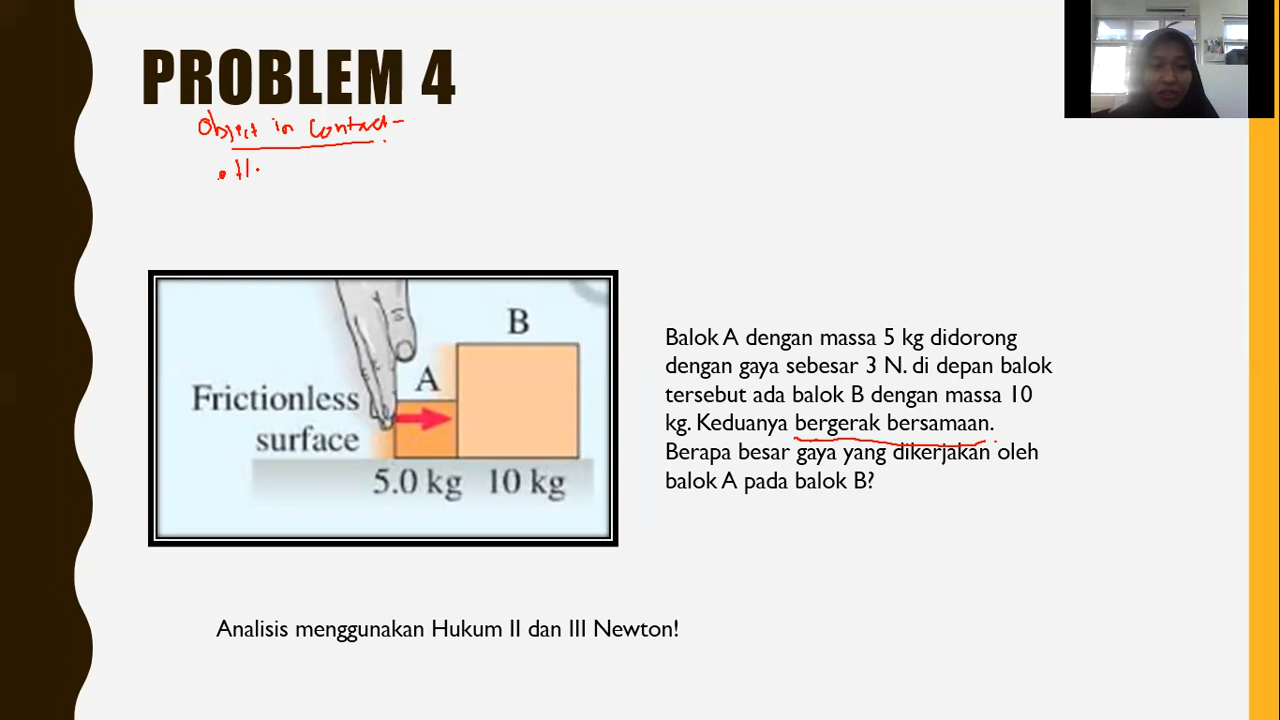 PROBLEM 4
Object in contact
B
A
Frictionless
surface
5.0 kg 10 kg
Balok A dengan massa 5 kg didorong
dengan gaya sebesar 3 N. di depan balok
tersebut ada balok B dengan massa 10
kg. Keduanya bergerak bersamaan.
Berapa besar gaya yang dikerjakan oleh
balok A pada balok B?
Analisis menggunakan Hukum II dan III Newton!